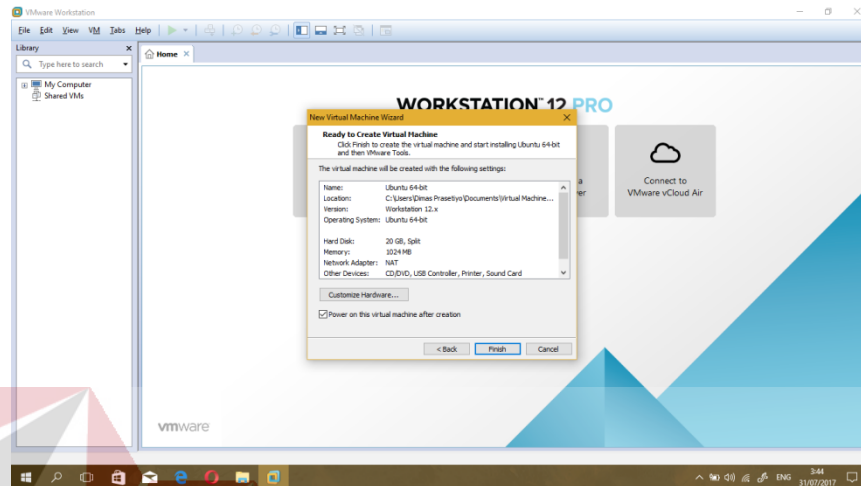 VMware Workstation
File Edit View VM Tabs Help
Library
Home
Type here to search
My Computer
Shared VMs
WORKSTATION™ 12 PRO
New Virtual Machine Wizard
Ready to Create Virtual Machine
Click Finish to create the virtual machine and start installing Ubuntu 64-bit
and then VMware Tools.
The virtual machine will be created with the following settings:
Name: Ubuntu 64-bit
Location: C:\Users\Dimas Prasetiyo\Documents\Virtual Machine...
Version: Workstation 12.x
Operating System: Ubuntu 64-bit
Hard Disk: 20 GB, Split
Memory: 1024 MB
Network Adapter: NAT
Other Devices: CD/DVD, USB Controller, Printer, Sound Card
Customize Hardware...
Power on this virtual machine after creation
< Back Finish Cancel
a
er
Connect to
VMware vCloud Air
vmware
ENG
3:44
31/07/2017